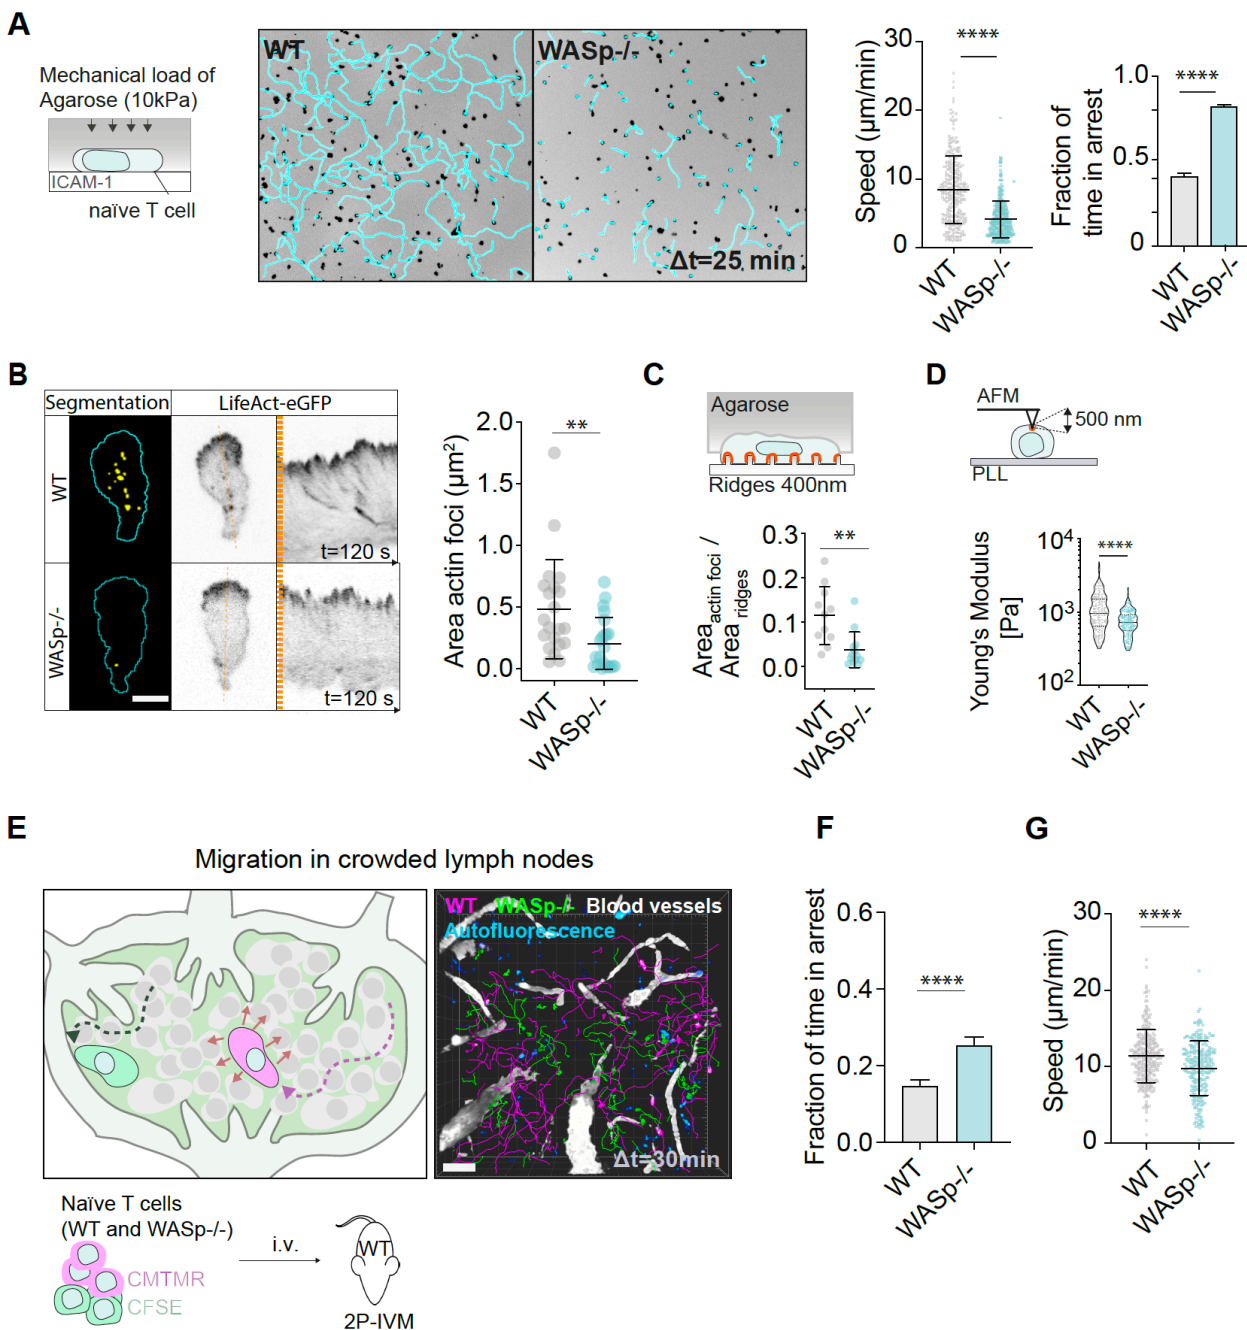 A
Mechanical load of
Agarose (10kPa)
ICAM-1
naïve T cell
WT
WASp-/-
Δt=25 min
Speed (µm/min)
30
20
10
0
****
WT
WASp-/-
Fraction of
time in arrest
1.0
0.5
0
****
WT
WASp-/-
B
Segmentation
LifeAct-eGFP
WT
t=120 s
WASp-/-
t=120 s
Area actin foci (µm²)
2.0
1.5
1.0
0.5
0.0
**
WT
WASp-/-
C
Agarose
Ridges 400nm
Area actin foci /
Area ridges
0.3
0.2
0.1
0.0
**
WT
WASp-/-
D
AFM
500 nm
PLL
Young's Modulus
[Pa]
10⁴
10³
10²
****
WT
WASp-/-
E
Migration in crowded lymph nodes
WT WASp-/- Blood vessels
Autofluorescence
Δt=30min
Naïve T cells
(WT and WASp-/-)
CMTMR
CFSE
i.v.
WT
2P-IVM
F
Fraction of time in arrest
0.6
0.4
0.2
0.0
****
WT
WASp-/-
G
Speed (µm/min)
30
20
10
0
****
WT
WASp-/-